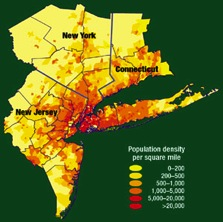 New York
Connecticut
New Jersey
Population density
per square mile
0–200
200–500
500–1,000
1,000–5,000
5,000–20,000
>20,000